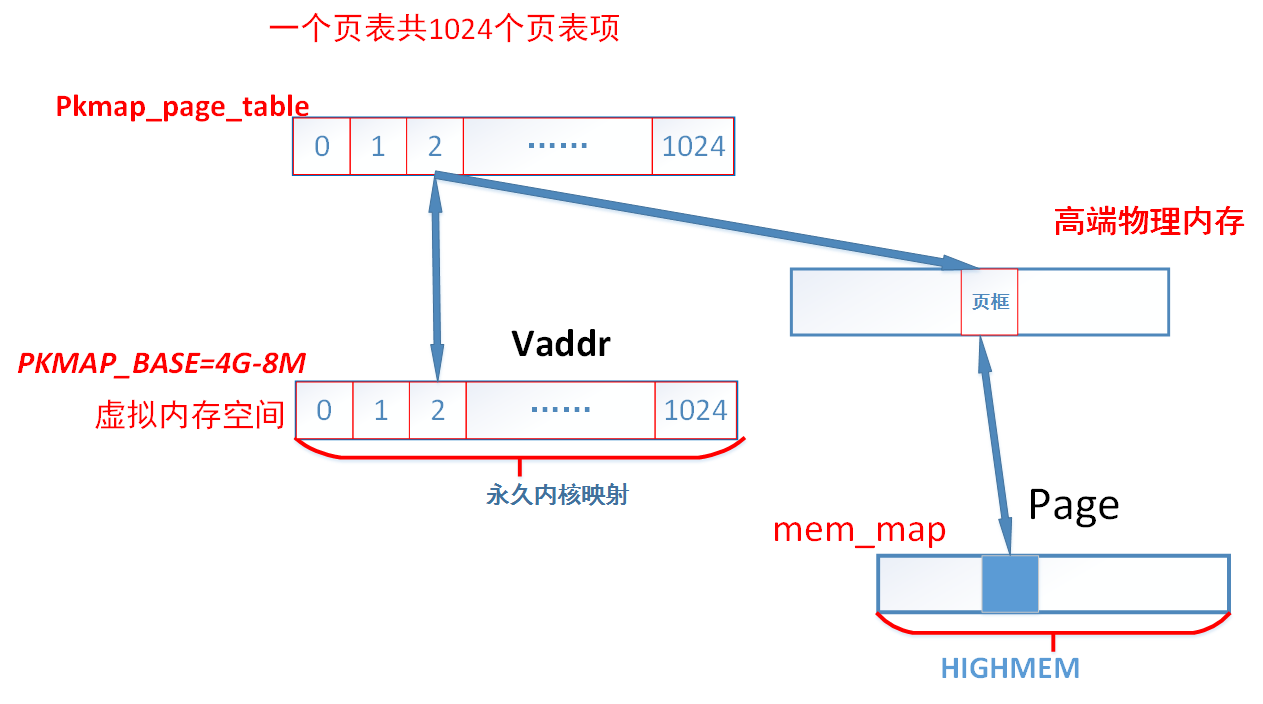 一个页表共1024个页表项
Pkmap_page_table
0 1 2 …… 1024
高端物理内存
页框
Vaddr
PKMAP_BASE=4G-8M
虚拟内存空间
0 1 2 …… 1024
永久内核映射
Page
mem_map
HIGHMEM